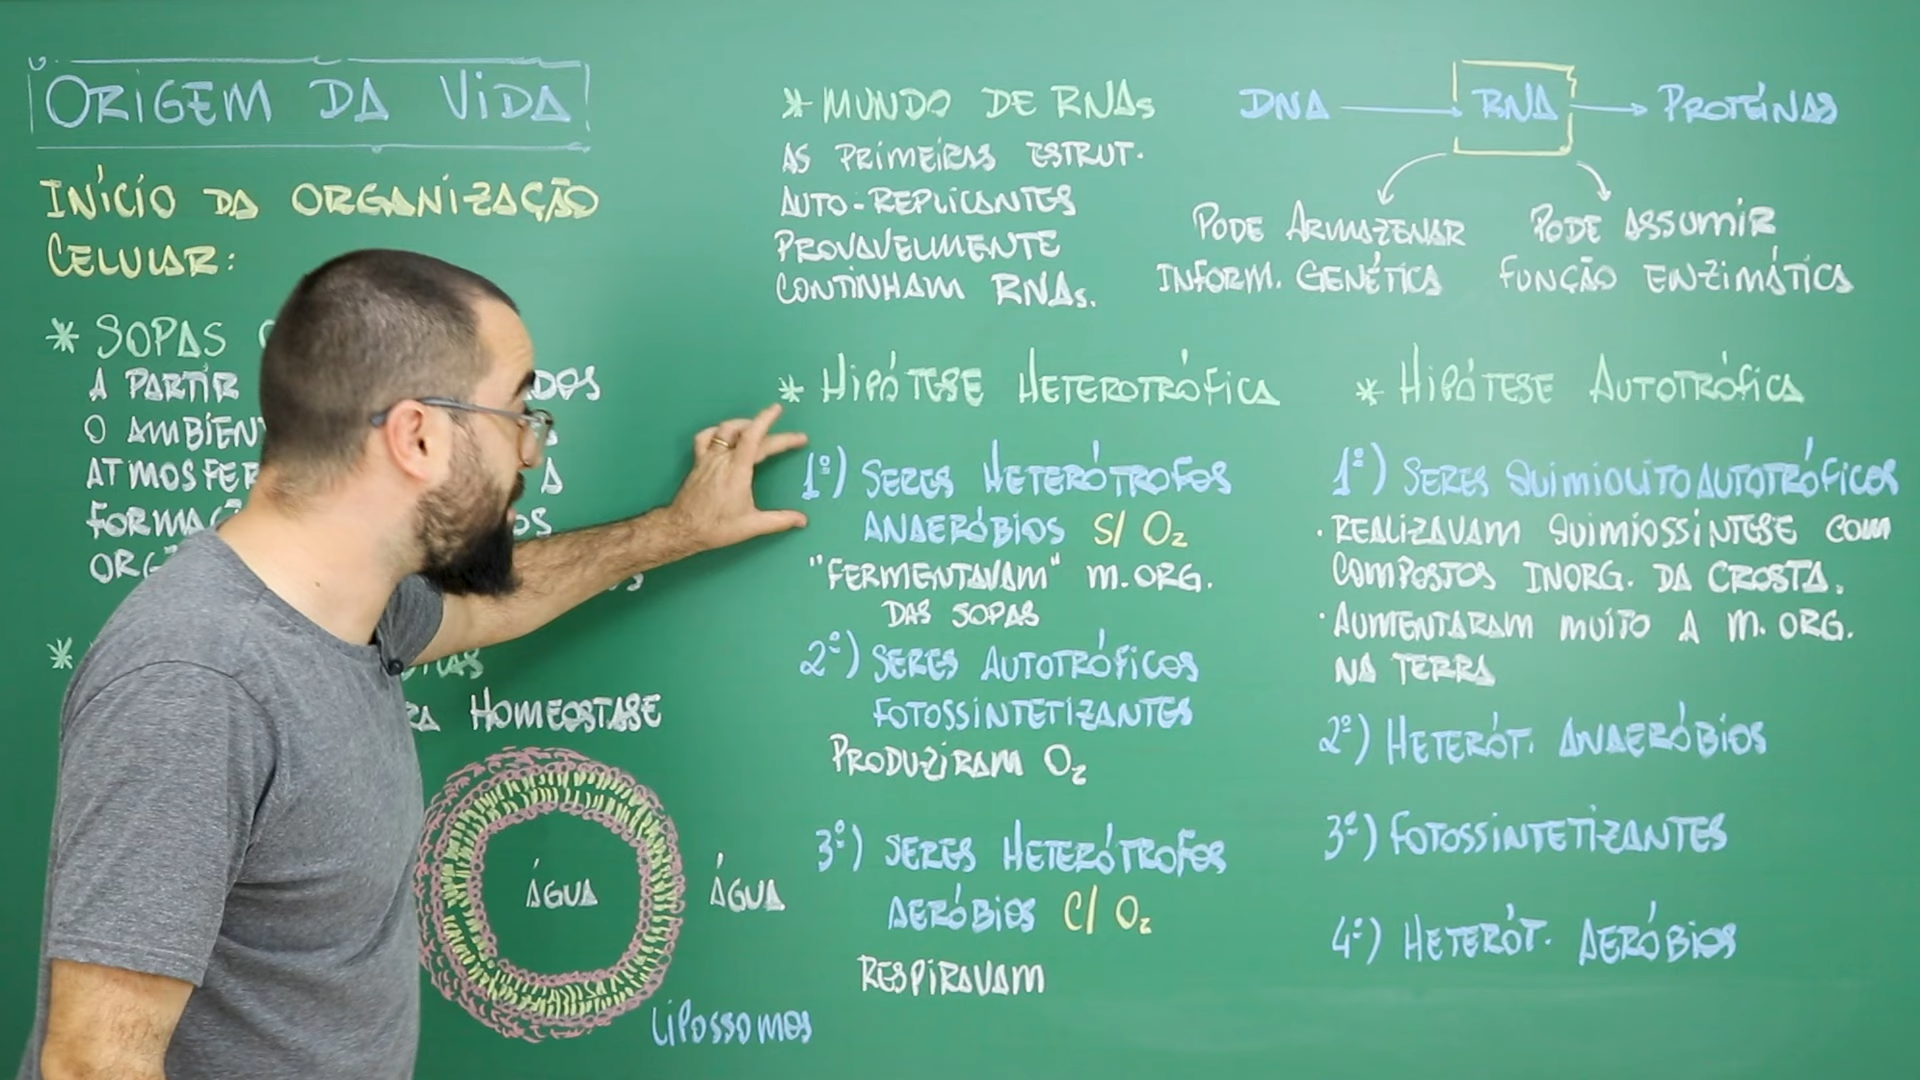 ORIGEM DA VIDA
INÍCIO DA ORGANIZAÇÃO
CELULAR:
* SOPAS
A PARTIR DOS
O AMBIEN
ATMOSFER A
FORMAÇ OS
ORG
*
RA HOMEOSTASE
ÁGUA ÁGUA
LIPOSSOMOS
* MUNDO DE RNAs
AS PRIMEIRAS ESTRUT.
AUTO-REPLICANTES
PROVAVELMENTE
CONTINHAM RNAs.
DNA RNA PROTEÍNAS
PODE ARMAZENAR
INFORM. GENÉTICA
PODE ASSUMIR
FUNÇÃO ENZIMÁTICA
* HIPÓTESE HETEROTRÓFICA
1º) SERES HETERÓTROFOS
ANAERÓBIOS S/ O₂
"FERMENTAVAM" M. ORG.
DAS SOPAS
2º) SERES AUTOTRÓFICOS
FOTOSSINTETIZANTES
PRODUZIRAM O₂
3º) SERES HETERÓTROFOS
AERÓBIOS C/ O₂
RESPIRAVAM
* HIPÓTESE AUTOTRÓFICA
1º) SERES QUIMIOLITOAUTOTRÓFICOS
· REALIZAVAM QUIMIOSSÍNTESE COM
COMPOSTOS INORG. DA CROSTA.
· AUMENTARAM MUITO A M. ORG.
NA TERRA
2º) HETERÓT. ANAERÓBIOS
3º) FOTOSSINTETIZANTES
4º) HETERÓT. AERÓBIOS